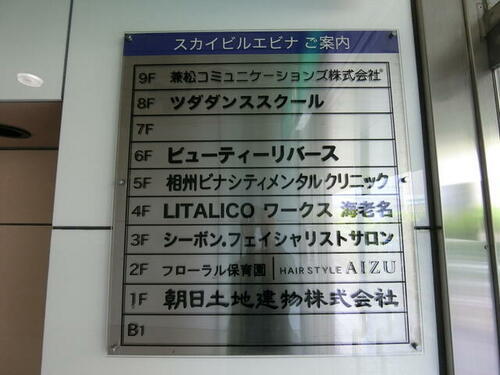 スカイビルエビナ ご案内
9F 兼松コミュニケーションズ株式会社
8F ツダダンススクール
7F
6F ビューティーリバース
5F 相州ビナシティメンタルクリニック
4F LITALICO ワークス 海老名
3F シーボン.フェイシャリストサロン
2F フローラル保育園 | HAIR STYLE AIZU
1F 朝日土地建物株式会社
B1